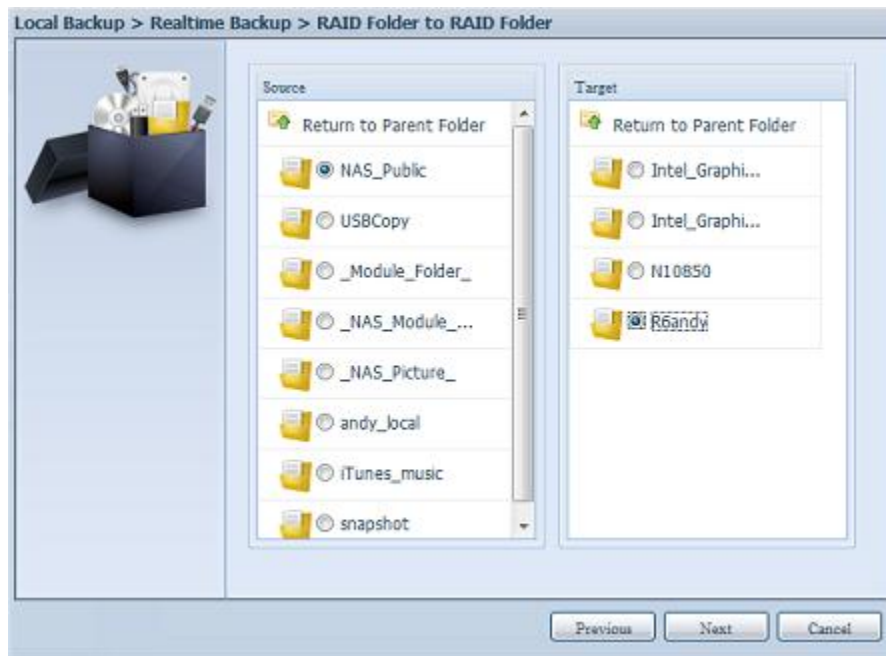 Local Backup > Realtime Backup > RAID Folder to RAID Folder
Source
Return to Parent Folder
NAS_Public
USBCopy
_Module_Folder_
_NAS_Module_...
_NAS_Picture_
andy_local
iTunes_music
snapshot
Target
Return to Parent Folder
Intel_Graphi...
Intel_Graphi...
N10850
R6andy
Previous
Next
Cancel